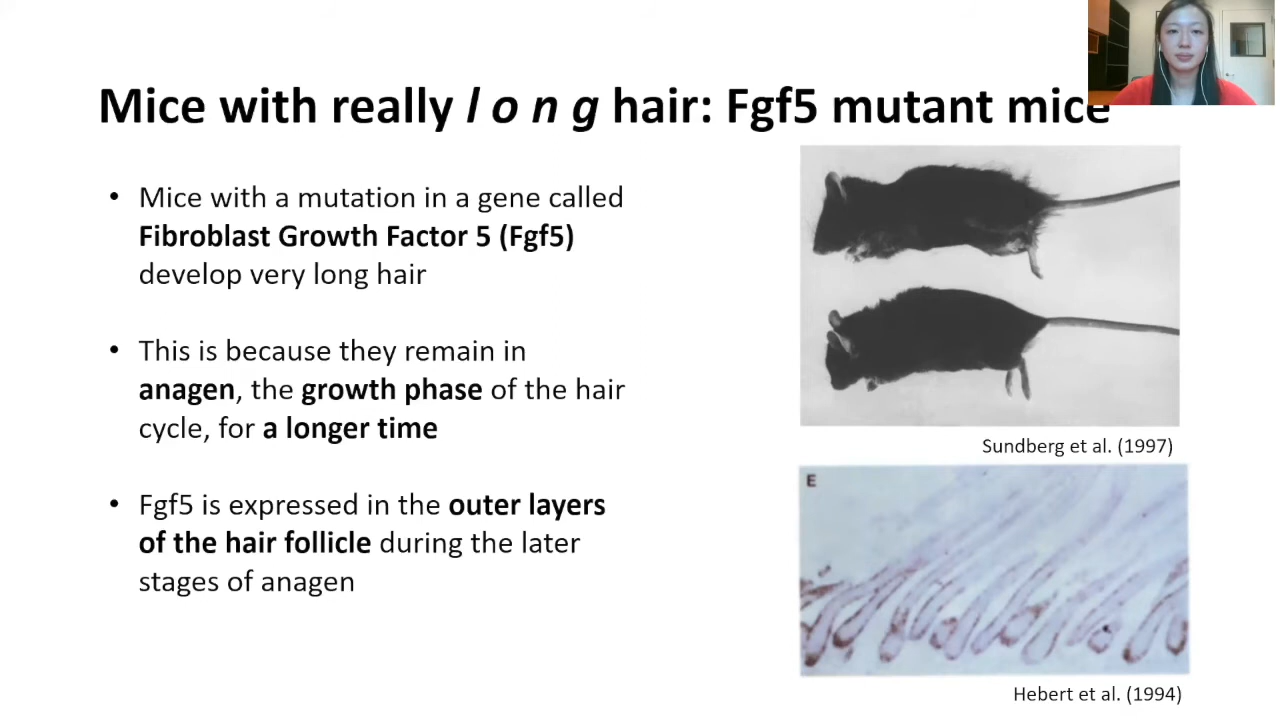 Mice with really l o n g hair: Fgf5 mutant mice
• Mice with a mutation in a gene called
Fibroblast Growth Factor 5 (Fgf5)
develop very long hair
• This is because they remain in
anagen, the growth phase of the hair
cycle, for a longer time
• Fgf5 is expressed in the outer layers
of the hair follicle during the later
stages of anagen
Sundberg et al. (1997)
E
Hebert et al. (1994)